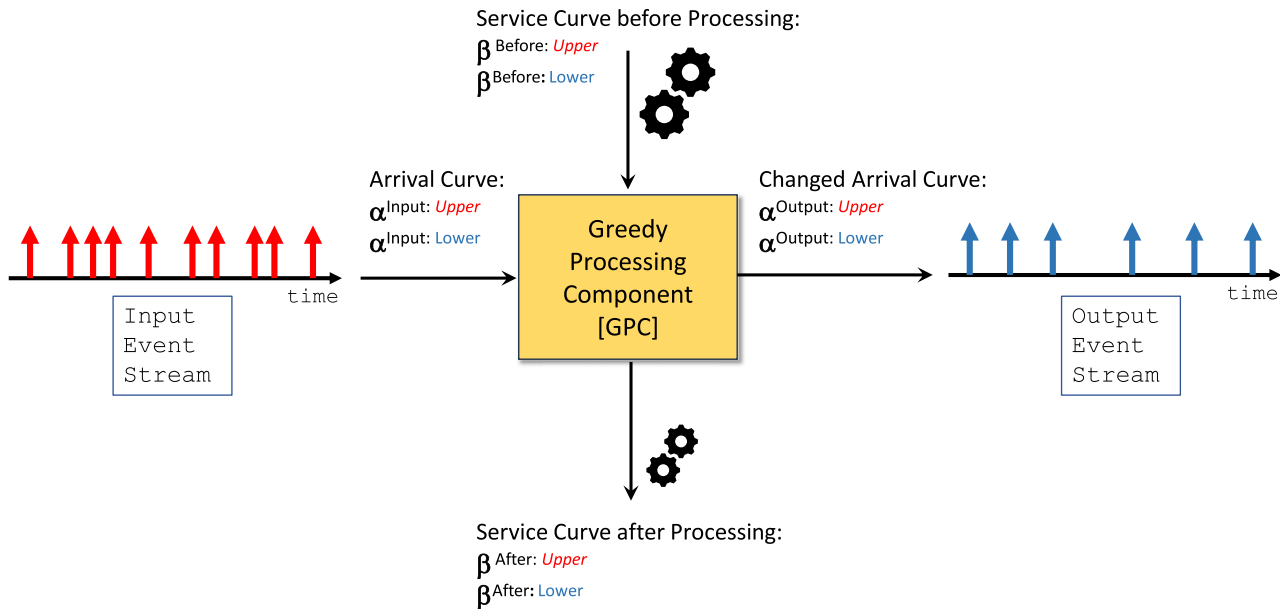 Service Curve before Processing:
β Before: Upper
β Before: Lower
Arrival Curve:
α Input: Upper
α Input: Lower
Changed Arrival Curve:
α Output: Upper
α Output: Lower
Greedy
Processing
Component
[GPC]
time
time
Input
Event
Stream
Output
Event
Stream
Service Curve after Processing:
β After: Upper
β After: Lower